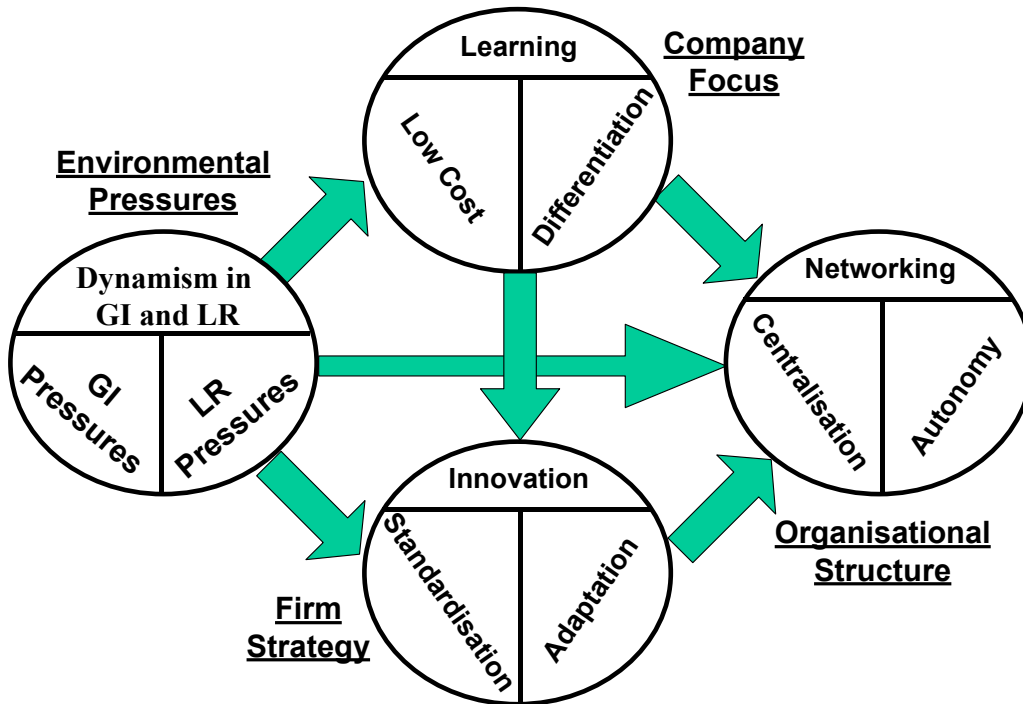 Learning
Low Cost
Differentiation
Company
Focus
Environmental
Pressures
Dynamism in
GI and LR
GI
Pressures
LR
Pressures
Networking
Centralisation
Autonomy
Innovation
Standardisation
Adaptation
Firm
Strategy
Organisational
Structure